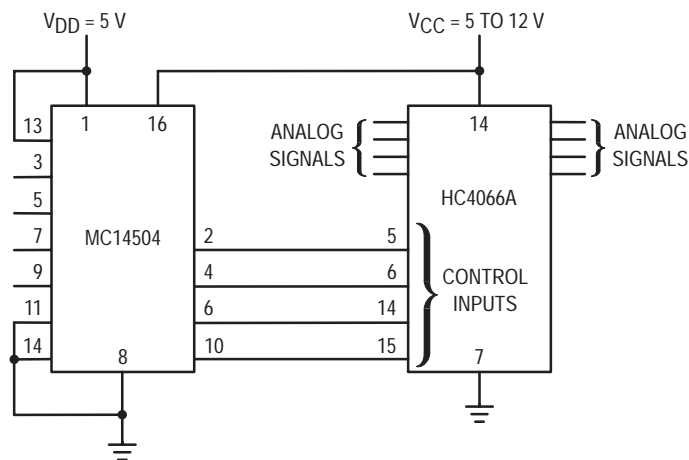 VDD = 5 V
VCC = 5 TO 12 V
13
1
16
3
5
7
9
11
14
MC14504
8
2
4
6
10
ANALOG
SIGNALS
14
ANALOG
SIGNALS
HC4066A
5
6
14
15
CONTROL
INPUTS
7